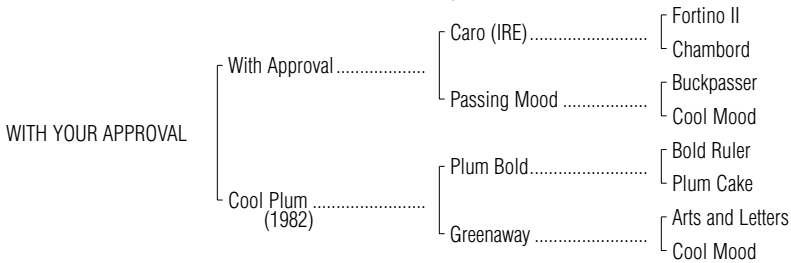 Fortino II
Caro (IRE)..........................
Chambord
With Approval....................
Buckpasser
Passing Mood ...................
Cool Mood
WITH YOUR APPROVAL
Bold Ruler
Plum Bold..........................
Plum Cake
Cool Plum .........................
(1982)
Arts and Letters
Greenaway .........................
Cool Mood